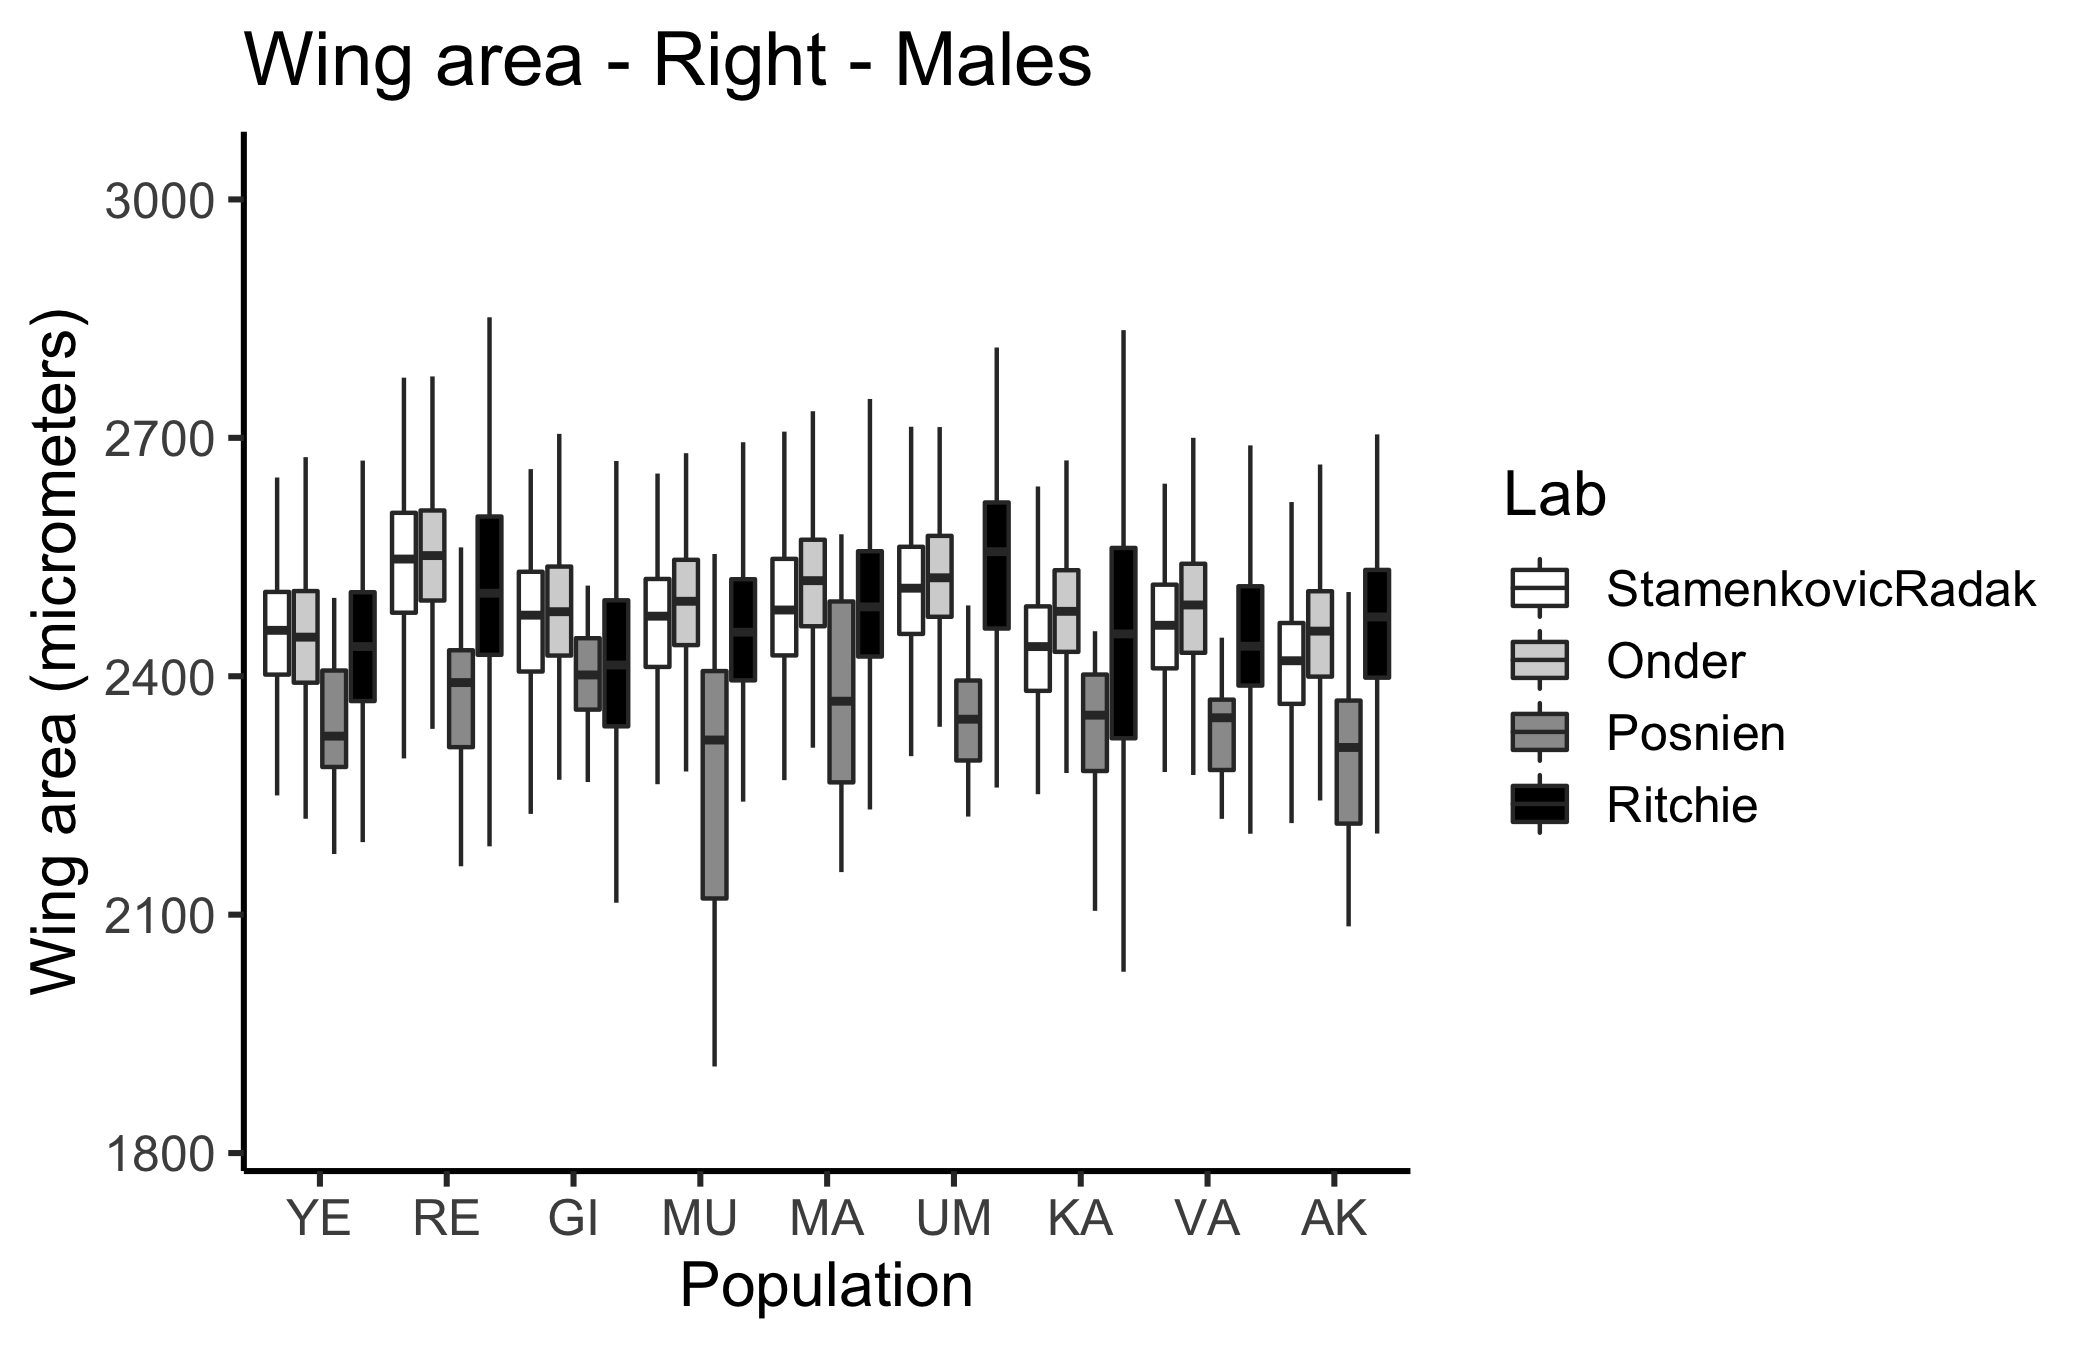 Wing area - Right - Males
Wing area (micrometers)
3000
2700
2400
2100
1800
YE RE GI MU MA UM KA VA AK
Population
Lab
StamenkovicRadak
Onder
Posnien
Ritchie